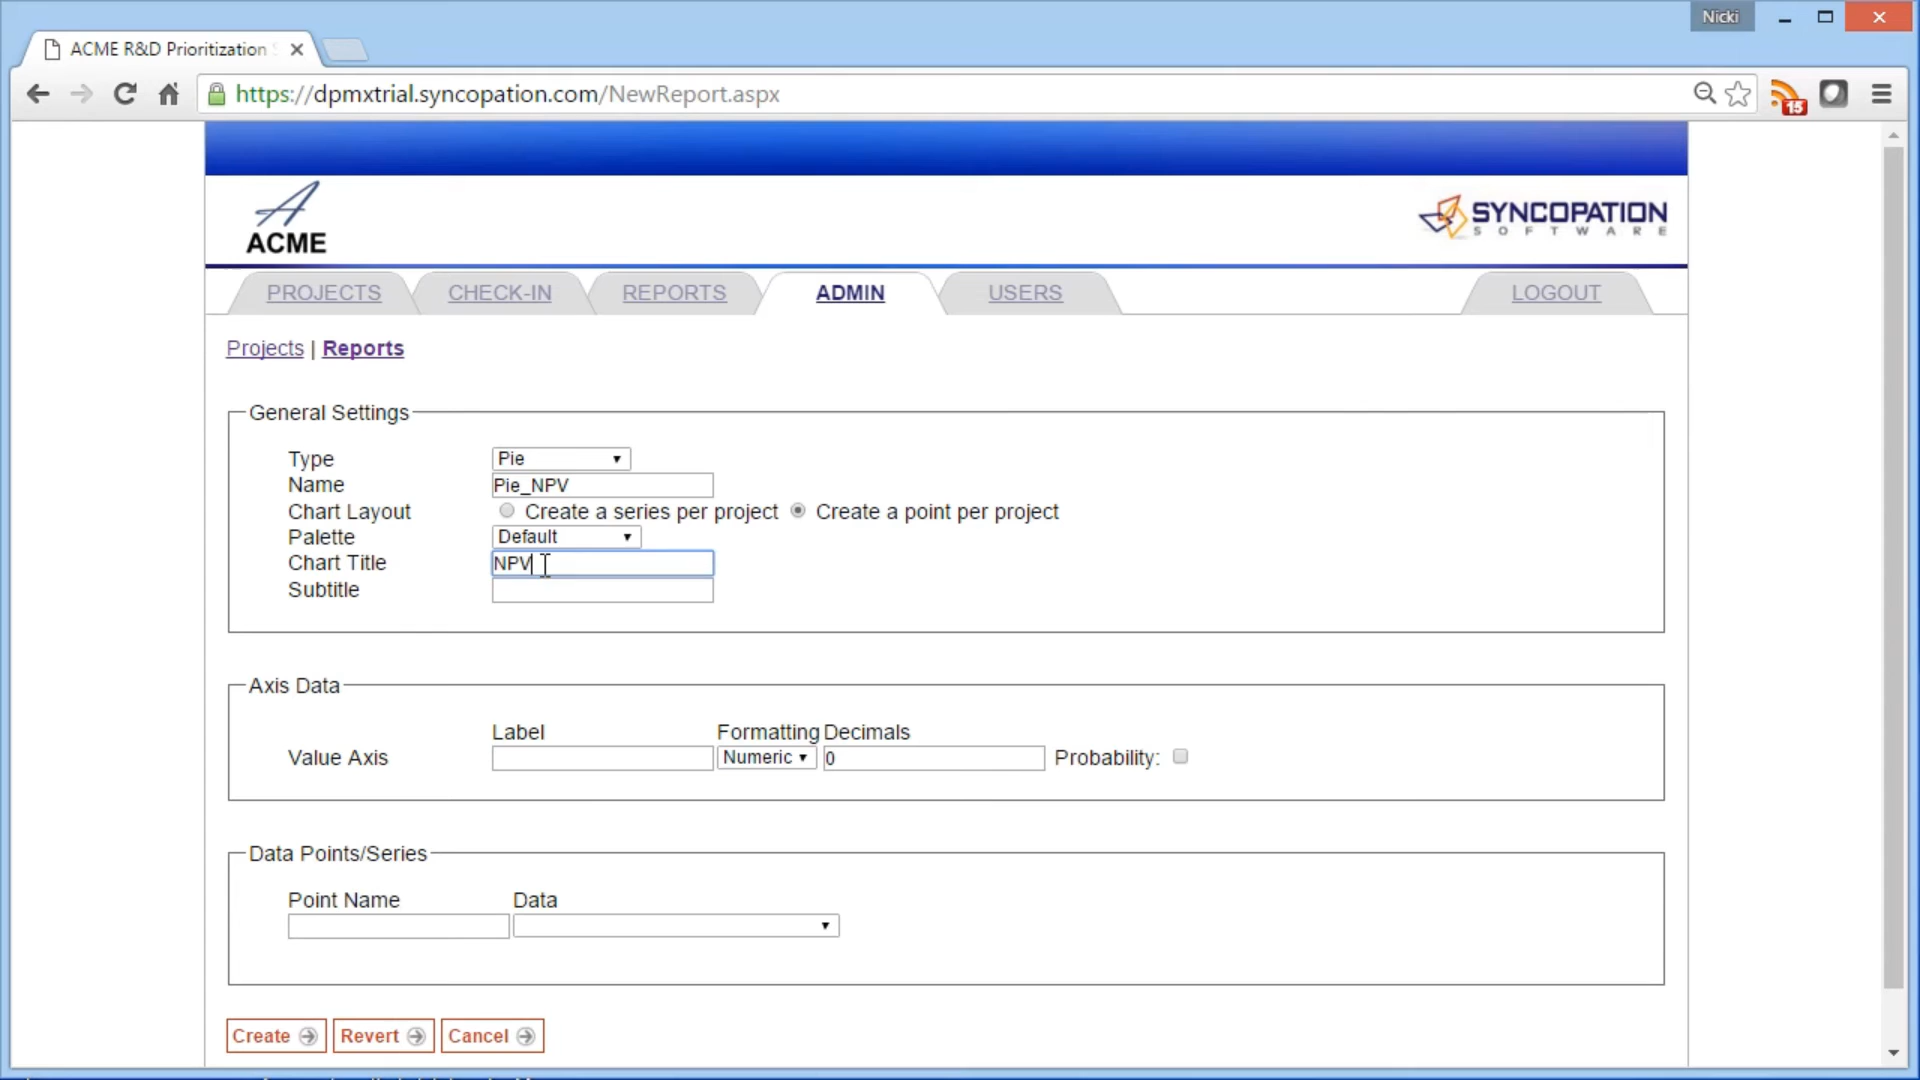 Nicki
ACME R&D Prioritization
https://dpmxtrial.syncopation.com/NewReport.aspx
15
ACME
SYNCOPATION
SOFTWARE
PROJECTS CHECK-IN REPORTS ADMIN USERS LOGOUT
Projects | Reports
General Settings
Type Pie
Name Pie_NPV
Chart Layout Create a series per project Create a point per project
Palette Default
Chart Title NPV
Subtitle
Axis Data
Label Formatting Decimals
Value Axis Numeric 0 Probability:
Data Points/Series
Point Name Data
Create Revert Cancel